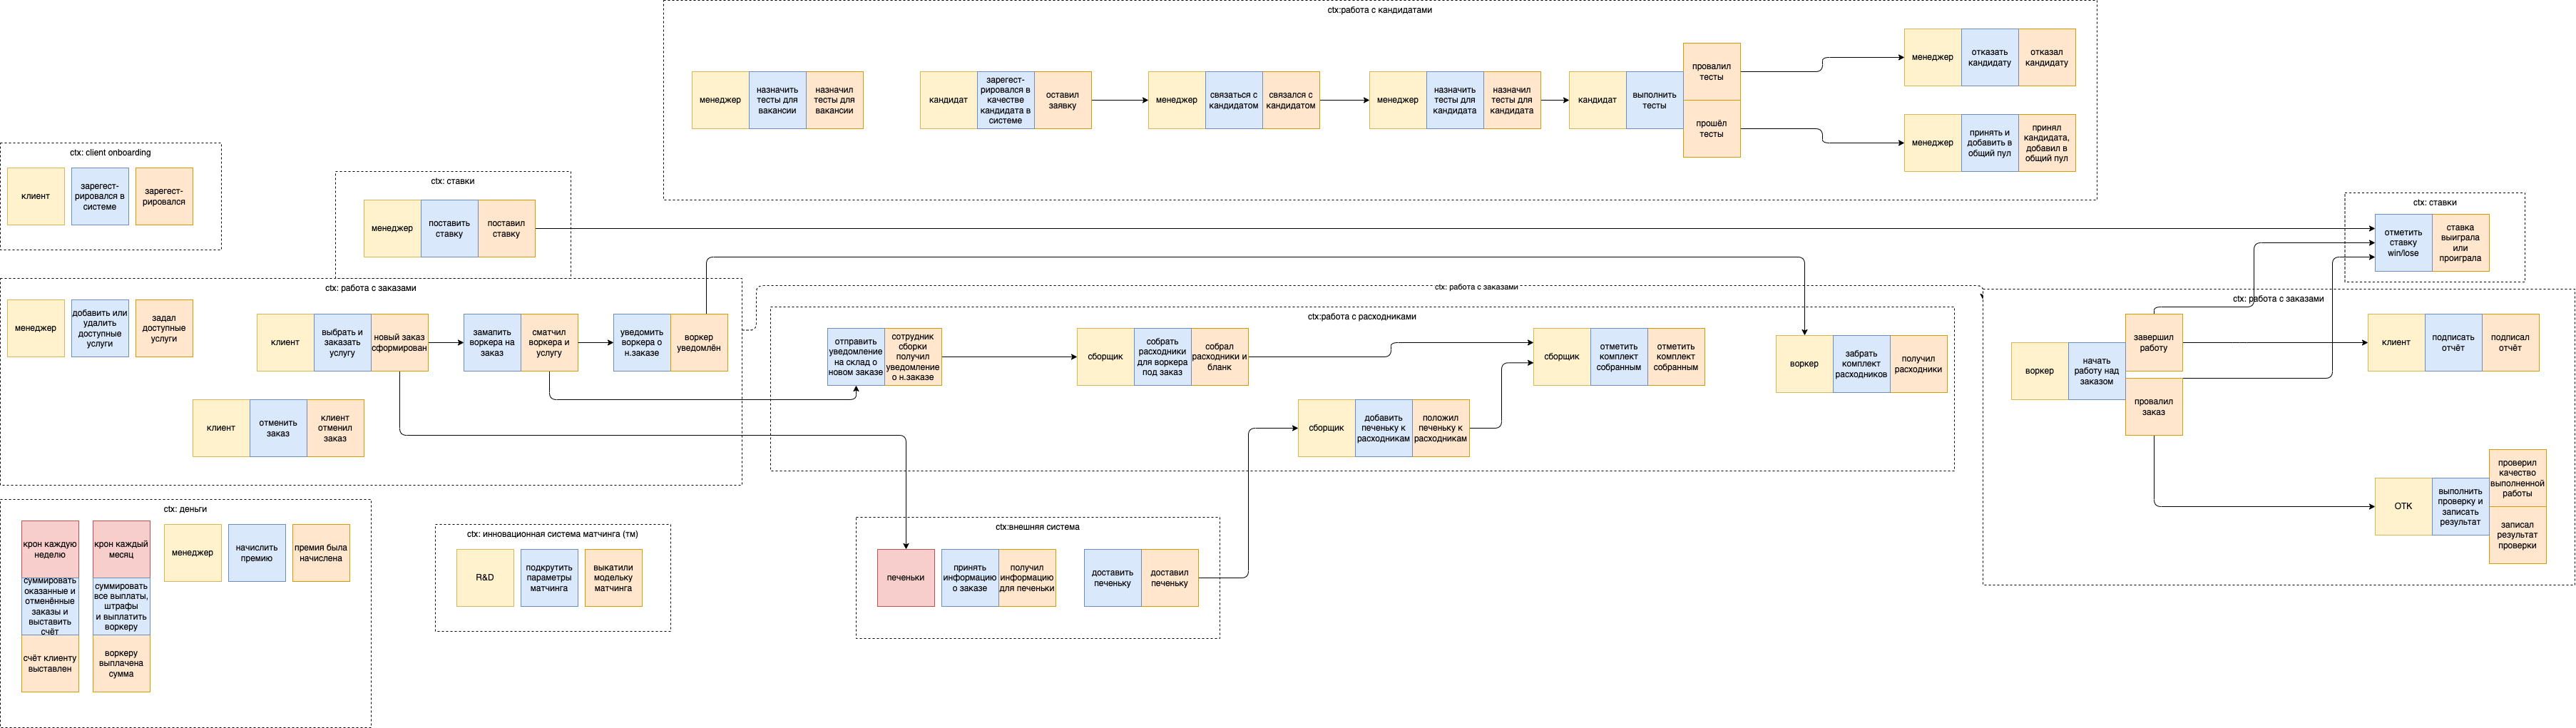 ctx:работа с кандидатами
менеджер
назначить
тесты для
вакансии
назначил
тесты для
вакансии
кандидат
зарегест-
рировался в
качестве
кандидата в
системе
оставил
заявку
менеджер
связаться с
кандидатом
связался с
кандидатом
менеджер
назначить
тесты для
кандидата
назначил
тесты для
кандидата
кандидат
выполнить
тесты
провалил
тесты
прошёл
тесты
менеджер
отказать
кандидату
отказал
кандидату
менеджер
принять и
добавить в
общий пул
принял
кандидата,
добавил в
общий пул
ctx: client onboarding
клиент
зарегест-
рировался в
системе
зарегест-
рировался
ctx: ставки
менеджер
поставить
ставку
поставил
ставку
ctx: ставки
отметить
ставку
win/lose
ставка
выиграла
или
проиграла
ctx: работа с заказами
менеджер
добавить или
удалить
доступные
услуги
задал
доступные
услуги
клиент
выбрать и
заказать
услугу
новый заказ
сформирован
замапить
воркера на
заказ
сматчил
воркера и
услугу
уведомить
воркера о
н.заказе
воркер
уведомлён
клиент
отменить
заказ
клиент
отменил
заказ
ctx: работа с заказами
ctx:работа с расходниками
отправить
уведомление
на склад о
новом заказе
сотрудник
сборки
получил
уведомление
о н.заказе
сборщик
собрать
расходники
для воркера
под заказ
собрал
расходники и
бланк
сборщик
добавить
печеньку к
расходникам
положил
печеньку к
расходникам
сборщик
отметить
комплект
собранным
отметить
комплект
собранным
воркер
забрать
комплект
расходников
получил
расходники
ctx: работа с заказами
воркер
начать
работу над
заказом
завершил
работу
провалил
заказ
клиент
подписать
отчёт
подписал
отчёт
ОТК
выполнить
проверку и
записать
результат
проверил
качество
выполненной
работы
записал
результат
проверки
ctx: деньги
крон каждую
неделю
суммировать
оказанные и
отменённые
заказы и
выставить
счёт
счёт клиенту
выставлен
крон каждый
месяц
суммировать
все выплаты,
штрафы
и выплатить
воркеру
воркеру
выплачена
сумма
менеджер
начислить
премию
премия была
начислена
ctx: инновационная система матчинга (тм)
R&D
подкрутить
параметры
матчинга
выкатили
модельку
матчинга
ctx:внешняя система
печеньки
принять
информацию
о заказе
получил
информацию
для печеньки
доставить
печеньку
доставил
печеньку